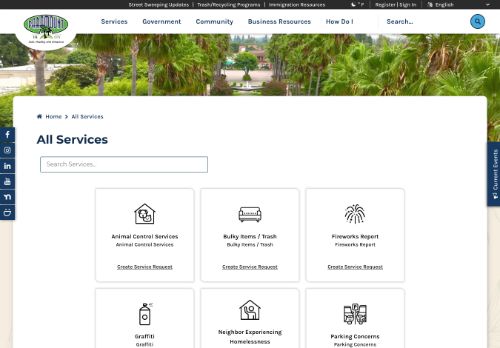 Street Sweeping Updates | Trash/Recycling Programs | Immigration Resources
°F Register | Sign In English
PARAMOUNT
Services Government Community Business Resources How Do I Search...
Home > All Services
All Services
Search Services...
Current Events
Animal Control Services
Animal Control Services
Create Service Request
Bulky Items / Trash
Bulky Items / Trash
Create Service Request
Fireworks Report
Fireworks Report
Create Service Request
Graffiti
Graffiti
Neighbor Experiencing
Homelessness
Parking Concerns
Parking Concerns